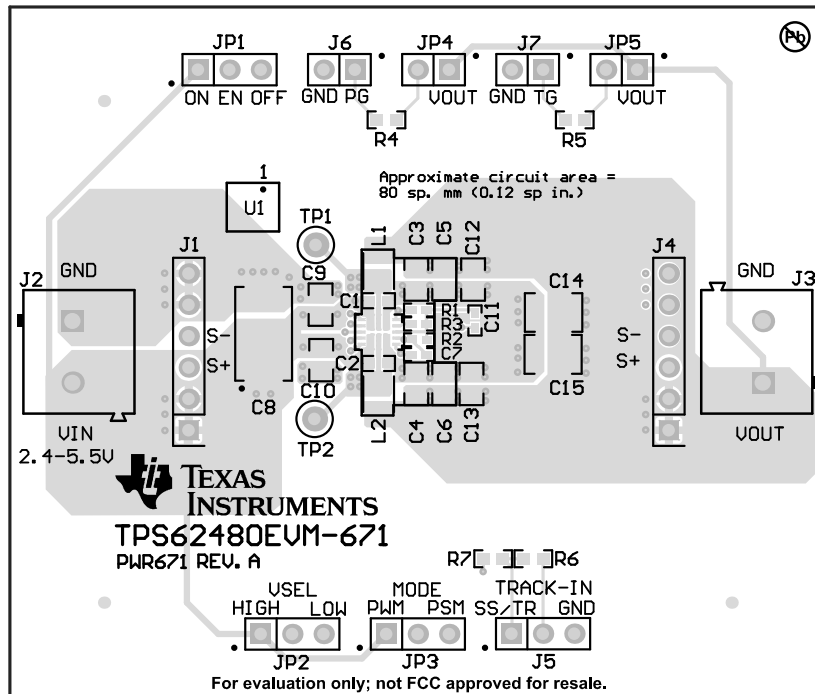 JP1 J6 JP4 J7 JP5 Pb
ON EN OFF GND PG VOUT GND TG VOUT
R4 R5
Approximate circuit area =
80 sp. mm (0.12 sp in.)
1
U1
TP1
L1 C3 C5 C12
J1 J4
J2 GND C9 C14 GND J3
C1 R1 C11
R3
S- R2 S-
S+ C2 C7 S+
C10 C15
C8
VIN TP2 L2 C4 C6 C13 VOUT
2.4-5.5V
TEXAS
INSTRUMENTS
TPS62480EVM-671
PWR671 REV. A
R7 R6
VSEL MODE TRACK-IN
HIGH LOW PWM PSM SS/TR GND
JP2 JP3 J5
For evaluation only; not FCC approved for resale.